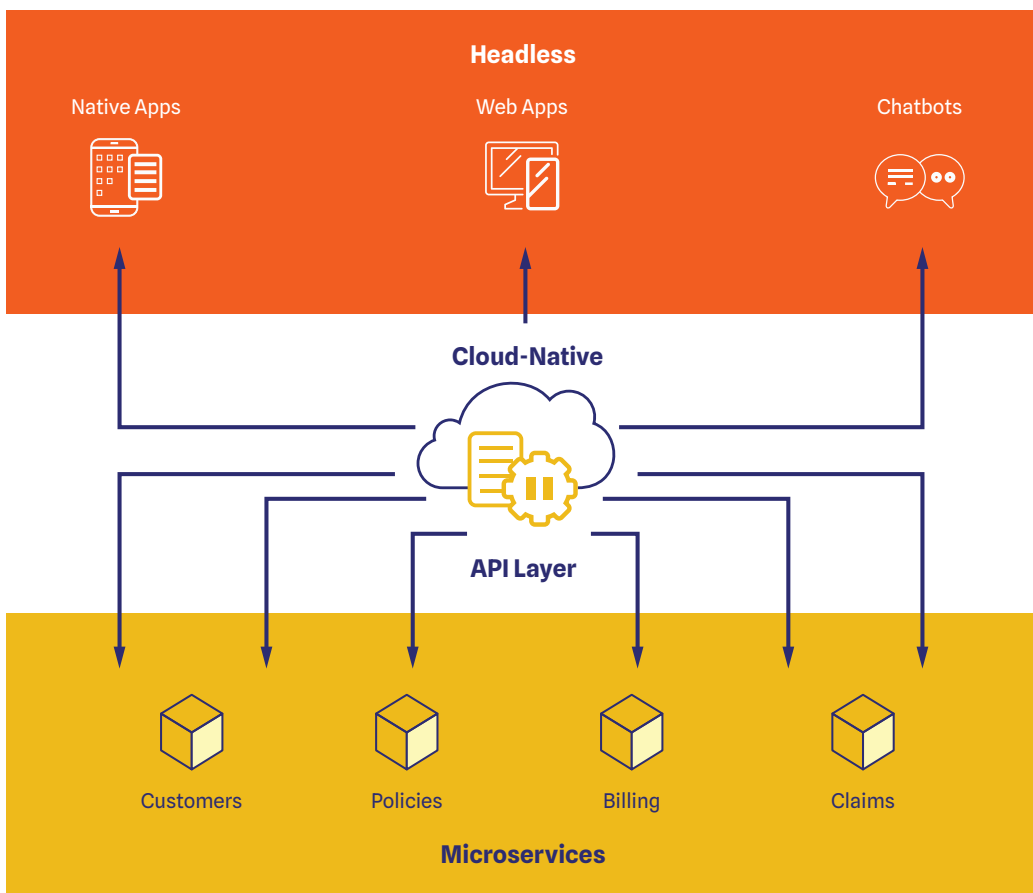 Headless
Native Apps
Web Apps
Chatbots
Cloud-Native
API Layer
Customers
Policies
Billing
Claims
Microservices